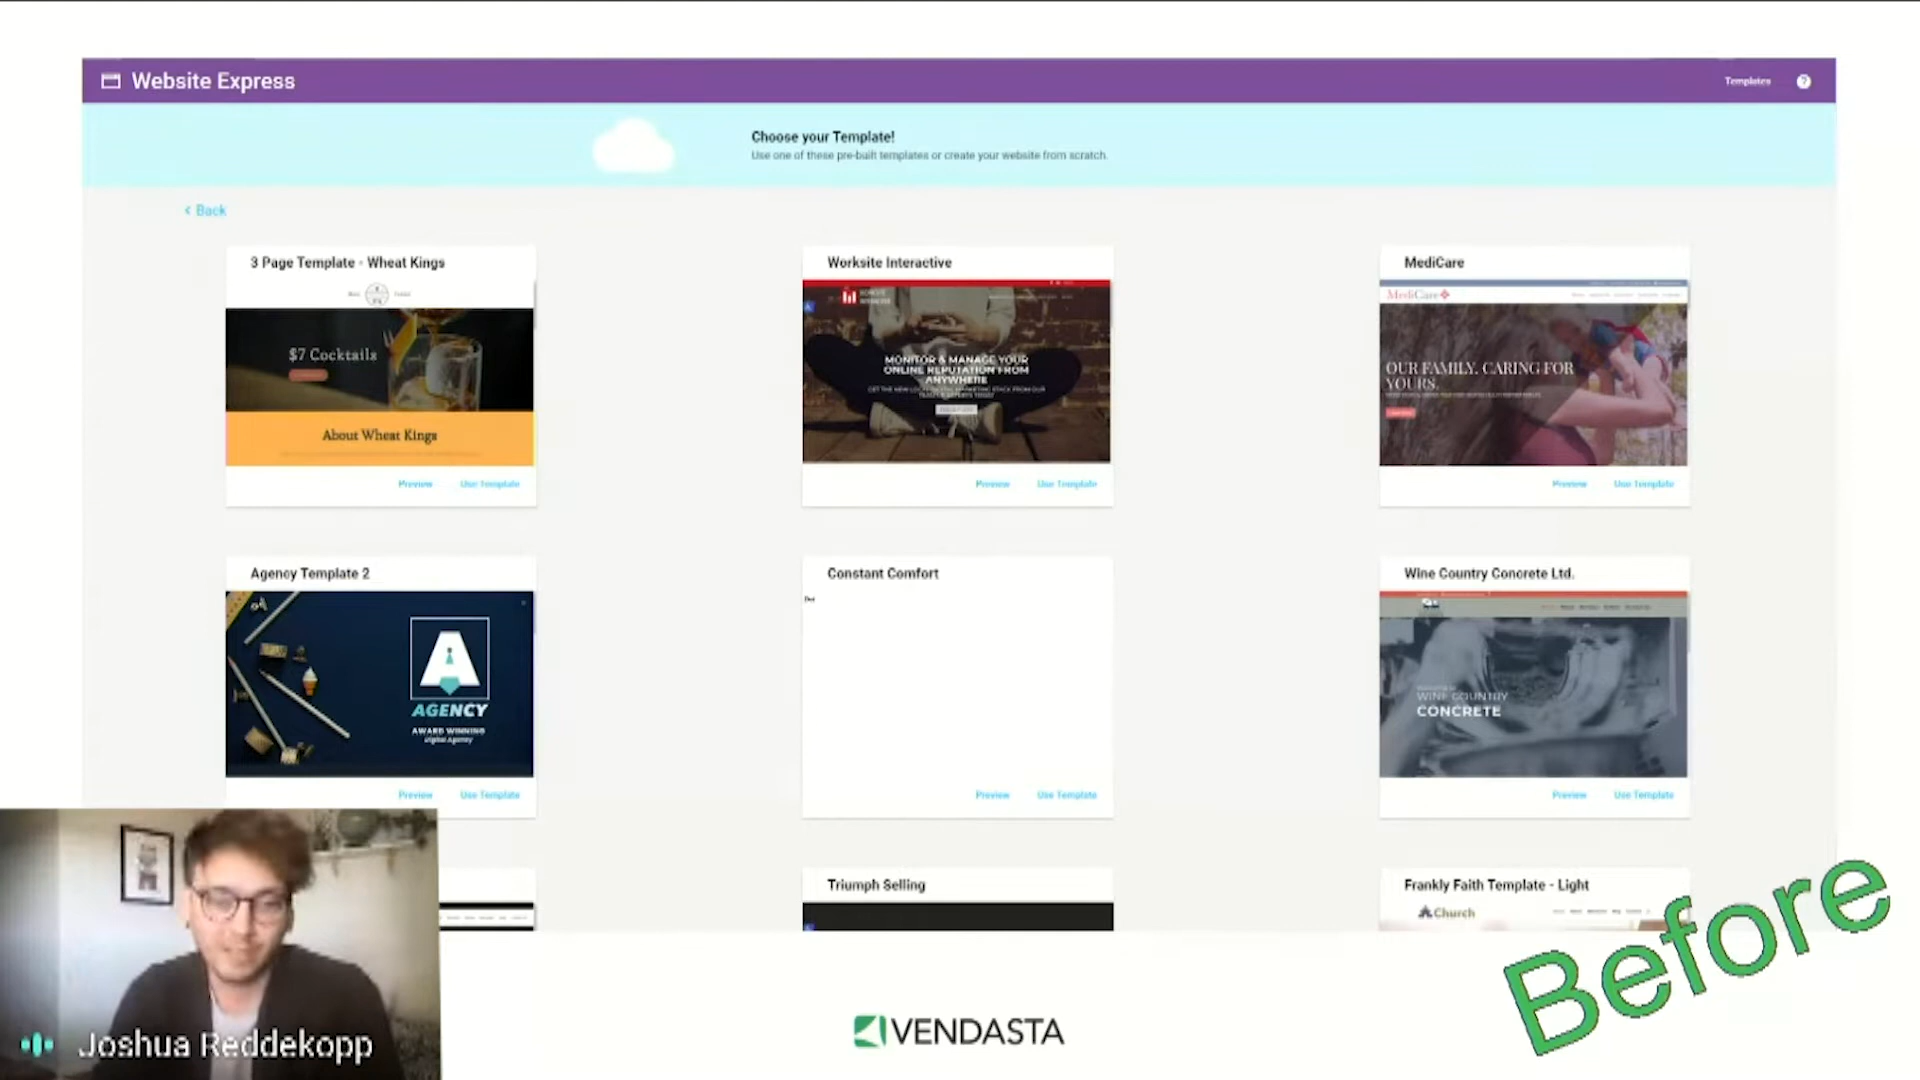 Website Express
Templates
?
Choose your Template!
Use one of these pre-built templates or create your website from scratch.
< Back
3 Page Template - Wheat Kings
$7 Cocktails
About Wheat Kings
Preview
Use Template
Worksite Interactive
MONITOR & MANAGE YOUR
ONLINE REPUTATION FROM
ANYWHERE
Preview
Use Template
MediCare
MediCare
OUR FAMILY. CARING FOR
YOURS.
Preview
Use Template
Agency Template 2
A
AGENCY
AWARD WINNING
Digital Agency
Preview
Use Template
Constant Comfort
Preview
Use Template
Wine Country Concrete Ltd.
WINE COUNTRY
CONCRETE
Preview
Use Template
Triumph Selling
Frankly Faith Template - Light
Church
Before
Joshua Reddekopp
VENDASTA